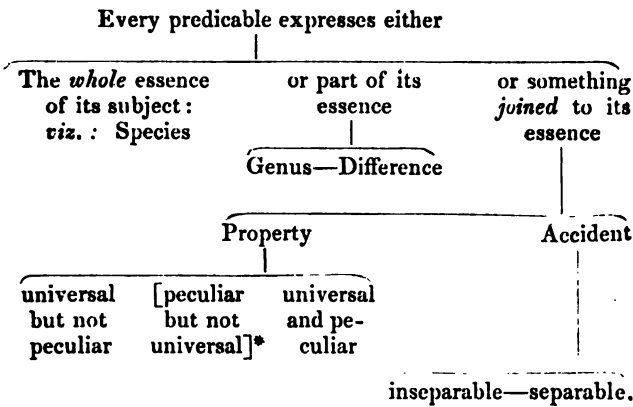 Every predicable expresses either
The whole essence of its subject: viz.: Species
or part of its essence
or something joined to its essence
Genus—Difference
Property
Accident
universal but not peculiar
[peculiar but not universal]*
universal and pe-culiar
inseparable—separable.